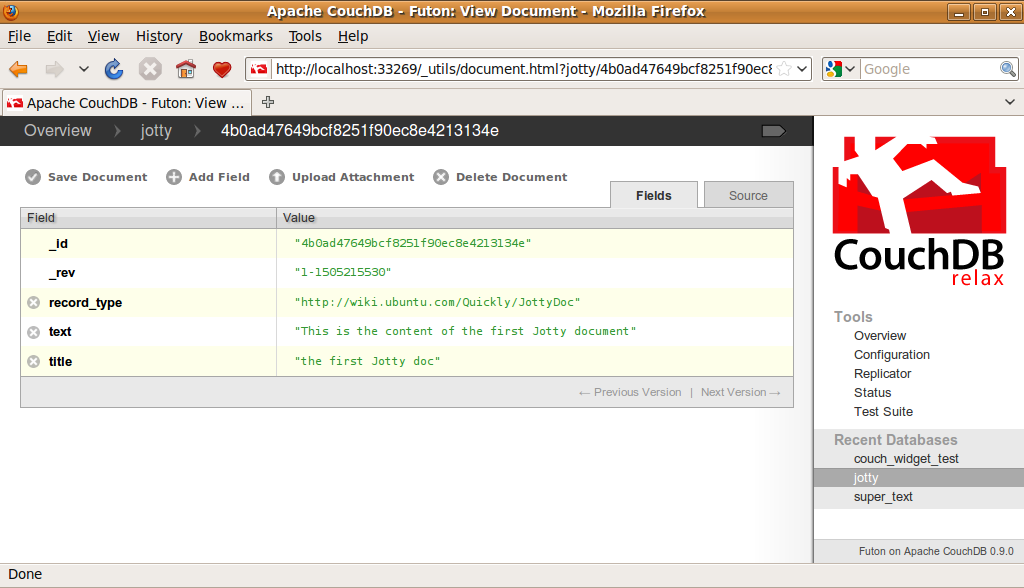 Apache CouchDB - Futon: View Document - Mozilla Firefox
File Edit View History Bookmarks Tools Help
http://localhost:33269/_utils/document.html?jotty/4b0ad47649bcf8251f90ec8 Google
Apache CouchDB - Futon: View ...
Overview jotty 4b0ad47649bcf8251f90ec8e4213134e
Save Document Add Field Upload Attachment Delete Document
Fields Source
Field Value
_id "4b0ad47649bcf8251f90ec8e4213134e"
_rev "1-1505215530"
record_type "http://wiki.ubuntu.com/Quickly/JottyDoc"
text "This is the content of the first Jotty document"
title "the first Jotty doc"
← Previous Version | Next Version →
CouchDB
relax
Tools
Overview
Configuration
Replicator
Status
Test Suite
Recent Databases
couch_widget_test
jotty
super_text
Futon on Apache CouchDB 0.9.0
Done